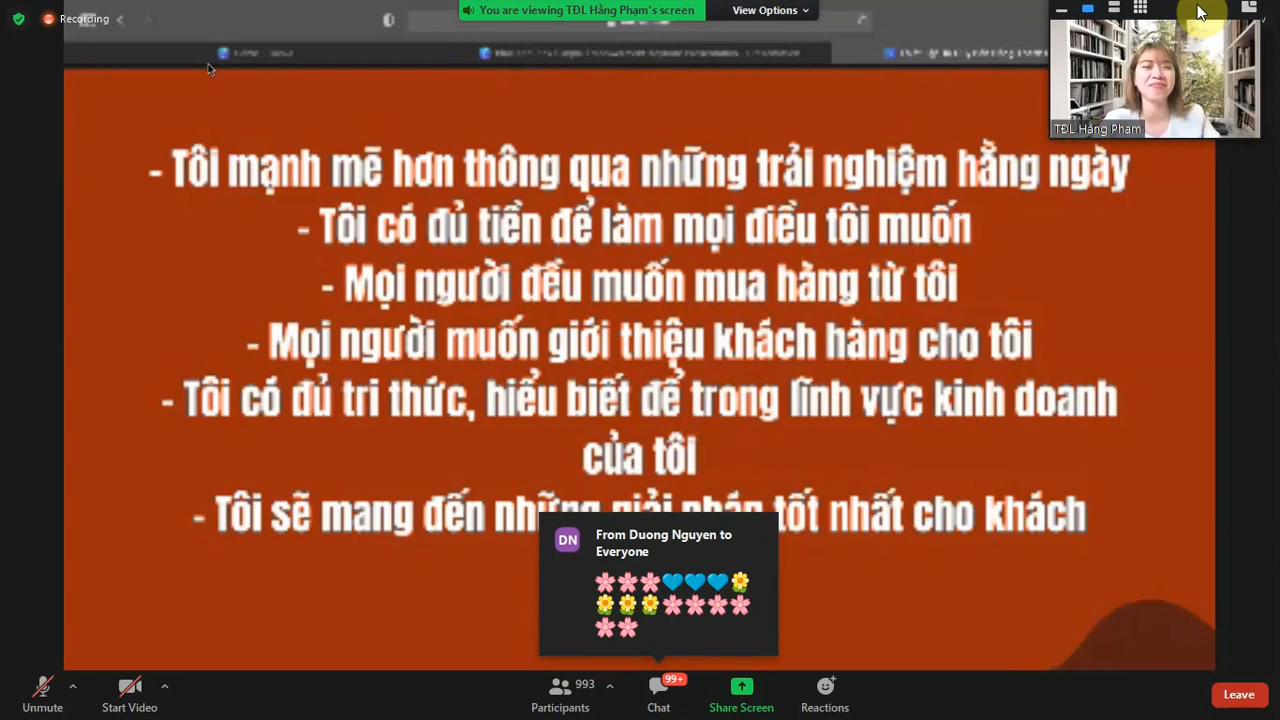 Recording
You are viewing TĐL Hằng Phạm's screen
View Options
TĐL Hằng Phạm
- Tôi mạnh mẽ hơn thông qua những trải nghiệm hằng ngày
- Tôi có đủ tiền để làm mọi điều tôi muốn
- Mọi người đều muốn mua hàng từ tôi
- Mọi người muốn giới thiệu khách hàng cho tôi
- Tôi có đủ tri thức, hiểu biết để trong lĩnh vực kinh doanh
của tôi
- Tôi sẽ mang đến những giải pháp tốt nhất cho khách
DN
From Duong Nguyen to
Everyone
🌸🌸🌸💙💙💙🌼
🌼🌼🌼🌸🌸🌸🌸
🌸🌸
Unmute
Start Video
993
Participants
99+
Chat
Share Screen
Reactions
Leave